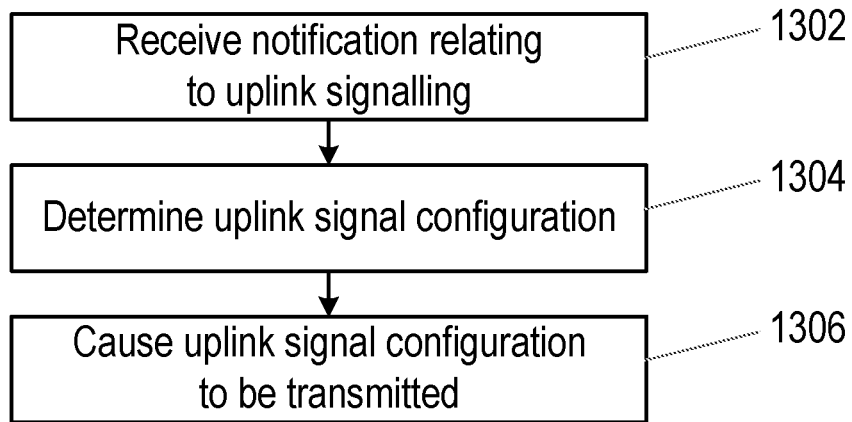 Receive notification relating
to uplink signalling
1302
Determine uplink signal configuration
1304
Cause uplink signal configuration
to be transmitted
1306